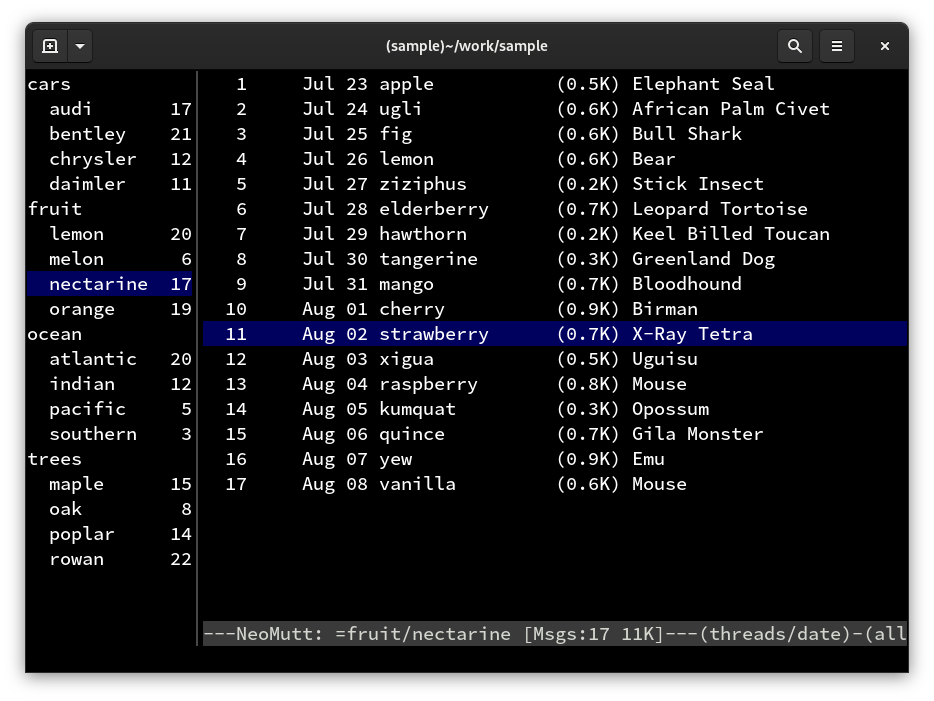 (sample)~/work/sample
cars
audi 17
bentley 21
chrysler 12
daimler 11
fruit
lemon 20
melon 6
nectarine 17
orange 19
ocean
atlantic 20
indian 12
pacific 5
southern 3
trees
maple 15
oak 8
poplar 14
rowan 22
1 Jul 23 apple (0.5K) Elephant Seal
2 Jul 24 ugli (0.6K) African Palm Civet
3 Jul 25 fig (0.6K) Bull Shark
4 Jul 26 lemon (0.6K) Bear
5 Jul 27 ziziphus (0.2K) Stick Insect
6 Jul 28 elderberry (0.7K) Leopard Tortoise
7 Jul 29 hawthorn (0.2K) Keel Billed Toucan
8 Jul 30 tangerine (0.3K) Greenland Dog
9 Jul 31 mango (0.7K) Bloodhound
10 Aug 01 cherry (0.9K) Birman
11 Aug 02 strawberry (0.7K) X-Ray Tetra
12 Aug 03 xigua (0.5K) Uguisu
13 Aug 04 raspberry (0.8K) Mouse
14 Aug 05 kumquat (0.3K) Opossum
15 Aug 06 quince (0.7K) Gila Monster
16 Aug 07 yew (0.9K) Emu
17 Aug 08 vanilla (0.6K) Mouse
---NeoMutt: =fruit/nectarine [Msgs:17 11K]---(threads/date)-(all